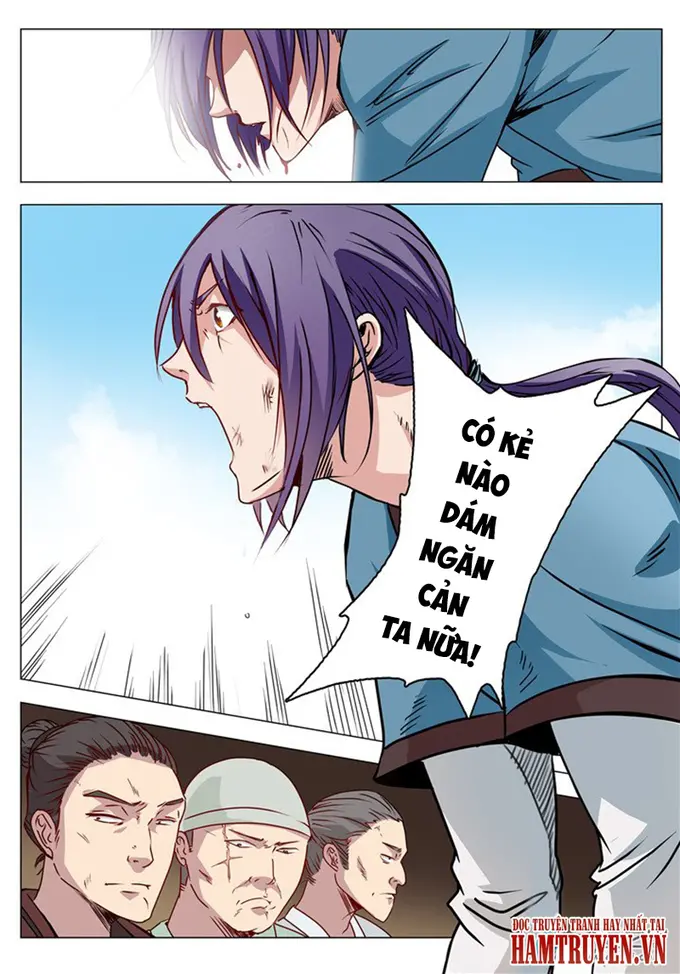 CÓ KẺ
NÀO
DÁM
NGĂN
CẢN
TA NỮA!
ĐỌC TRUYỆN TRANH HAY NHẤT TẠI
HAMTRUYEN.VN